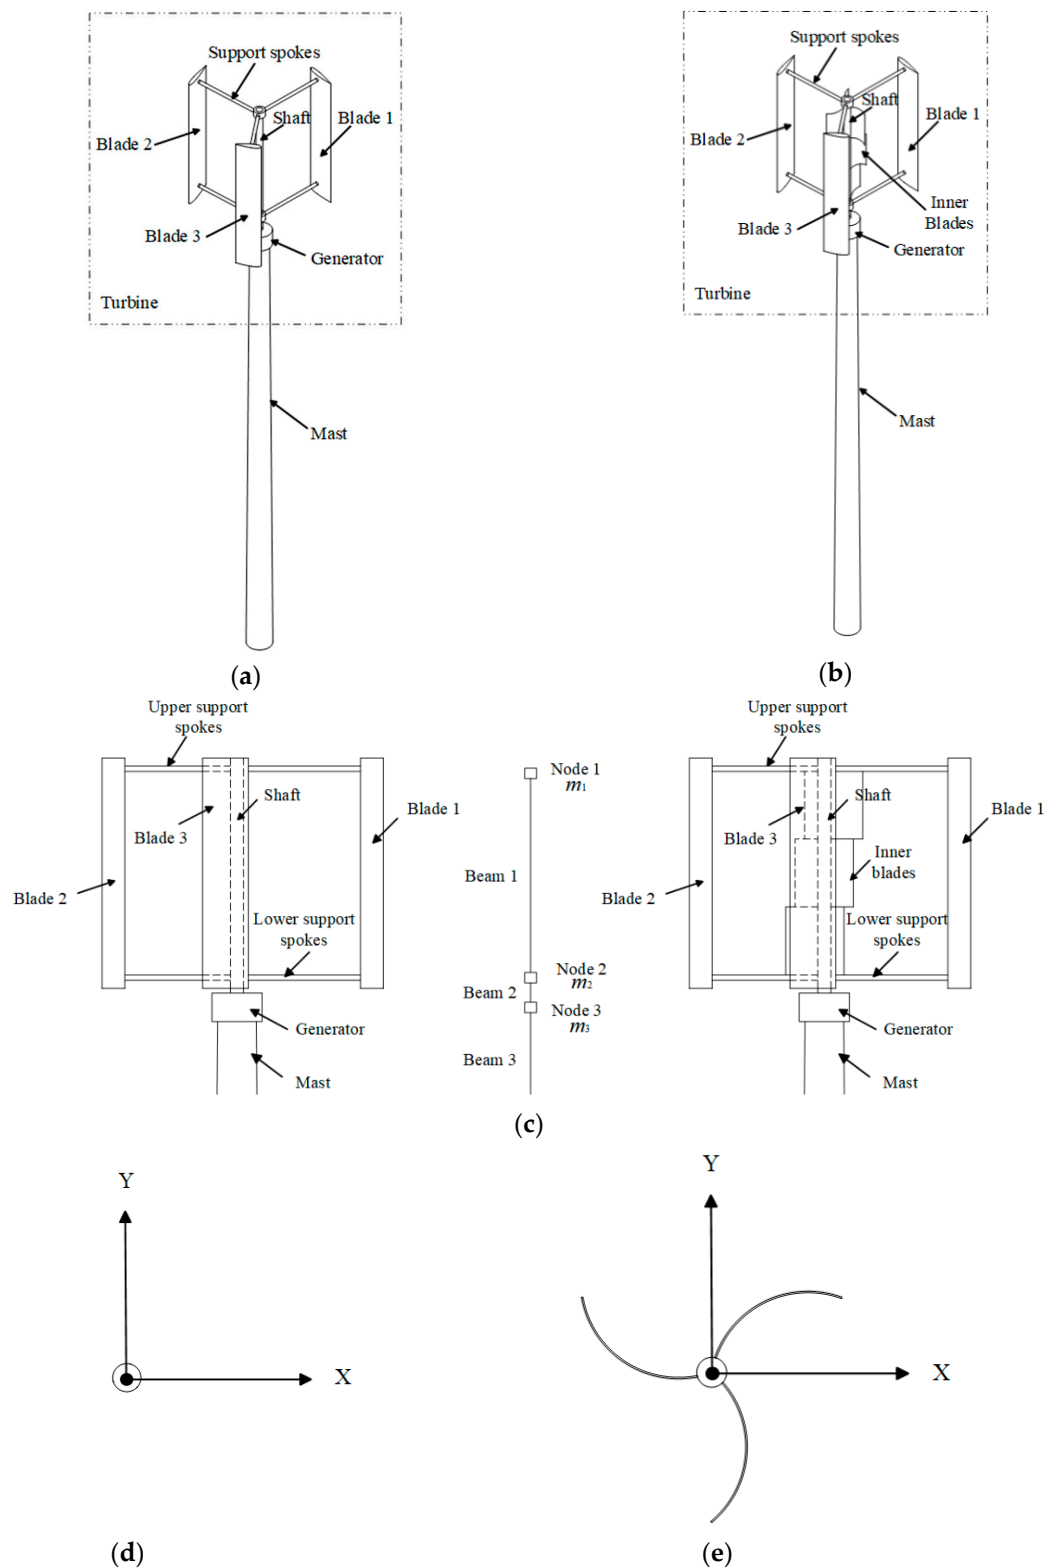 Support spokes
Shaft
Blade 1
Blade 2
Blade 3
Generator
Turbine
Mast
(a)
Support spokes
Shaft
Blade 1
Blade 2
Inner
Blades
Blade 3
Generator
Turbine
Mast
(b)
Upper support
spokes
Shaft
Blade 3
Blade 1
Blade 2
Lower support
spokes
Generator
Mast
Node 1
m1
Beam 1
Node 2
m2
Beam 2
Node 3
m3
Beam 3
Upper support
spokes
Shaft
Blade 3
Blade 1
Inner
blades
Blade 2
Lower support
spokes
Generator
Mast
(c)
Y
X
(d)
Y
X
(e)